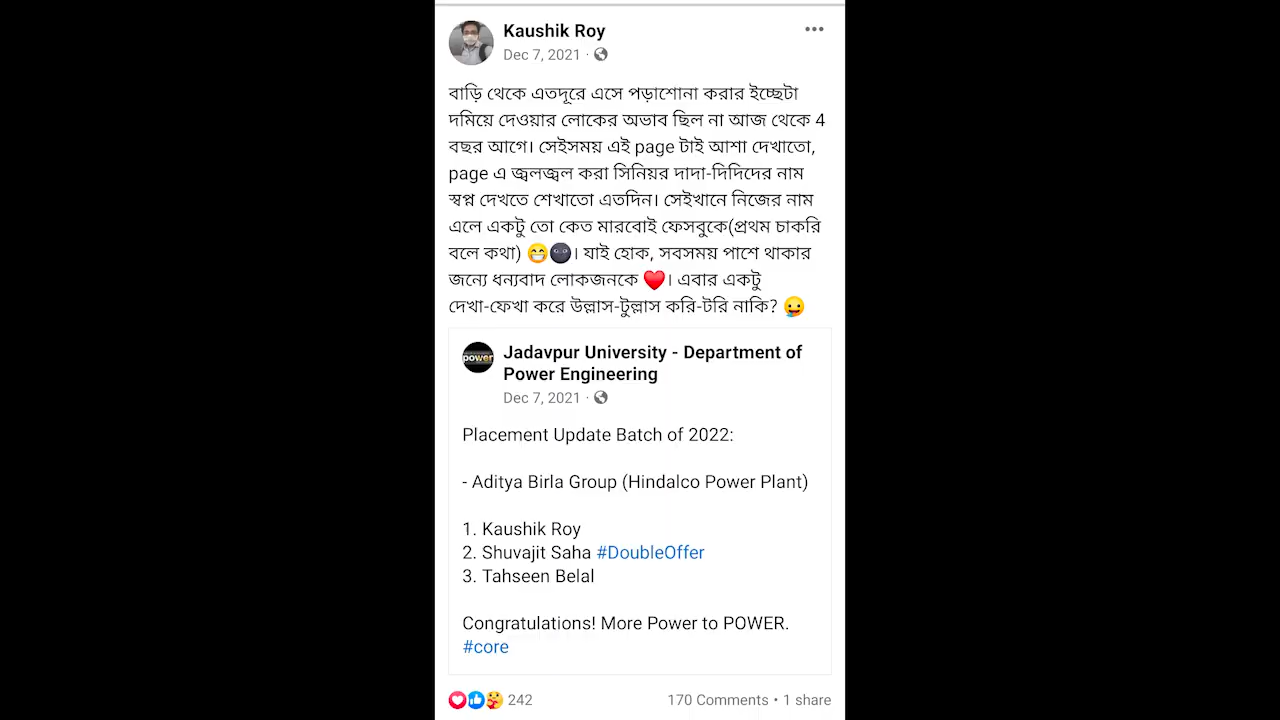 Kaushik Roy
Dec 7, 2021 ·
বাড়ি থেকে এতদূরে এসে পড়াশোনা করার ইচ্ছেটা
দমিয়ে দেওয়ার লোকের অভাব ছিল না আজ থেকে 4
বছর আগে। সেইসময় এই page টাই আশা দেখাতো,
page এ জ্বলজ্বল করা সিনিয়র দাদা-দিদিদের নাম
স্বপ্ন দেখতে শেখাতো এতদিন। সেইখানে নিজের নাম
এলে একটু তো কেত মারবোই ফেসবুকে(প্রথম চাকরি
বলে কথা) 😁🌚। যাই হোক, সবসময় পাশে থাকার
জন্যে ধন্যবাদ লোকজনকে ❤️। এবার একটু
দেখা-ফেখা করে উল্লাস-টুল্লাস করি-টরি নাকি? 🤪
power
Jadavpur University - Department of
Power Engineering
Dec 7, 2021 ·
Placement Update Batch of 2022:
- Aditya Birla Group (Hindalco Power Plant)
1. Kaushik Roy
2. Shuvajit Saha #DoubleOffer
3. Tahseen Belal
Congratulations! More Power to POWER.
#core
242 170 Comments • 1 share